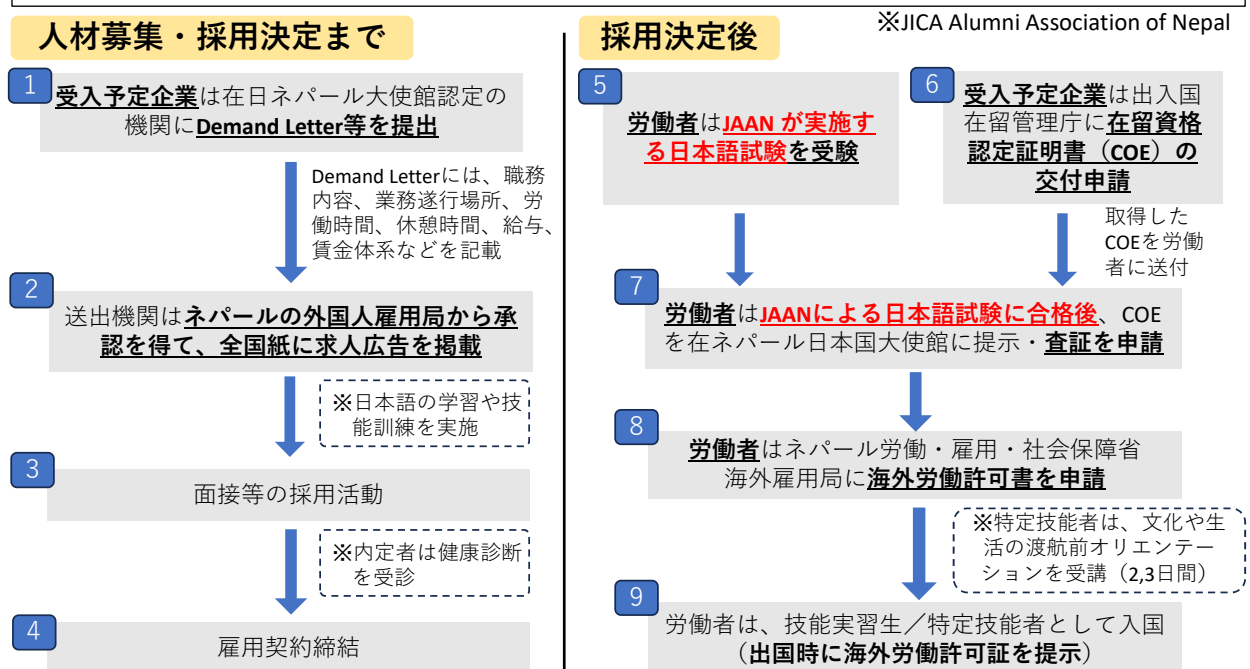 ※JICA Alumni Association of Nepal
人材募集・採用決定まで
1
受入予定企業は在日ネパール大使館認定の
機関にDemand Letter等を提出
Demand Letterには、職務
内容、業務遂行場所、労
働時間、休憩時間、給与、
賃金体系などを記載
2
送出機関はネパールの外国人雇用局から承
認を得て、全国紙に求人広告を掲載
※日本語の学習や技
能訓練を実施
3
面接等の採用活動
※内定者は健康診断
を受診
4
雇用契約締結
採用決定後
5
労働者はJAAN が実施す
る日本語試験を受験
6
受入予定企業は出入国
在留管理庁に在留資格
認定証明書（COE）の
交付申請
取得した
COEを労働
者に送付
7
労働者はJAANによる日本語試験に合格後、COE
を在ネパール日本国大使館に提示・査証を申請
8
労働者はネパール労働・雇用・社会保障省
海外雇用局に海外労働許可書を申請
※特定技能者は、文化や生
活の渡航前オリエンテー
ションを受講（2,3日間）
9
労働者は、技能実習生／特定技能者として入国
（出国時に海外労働許可証を提示）